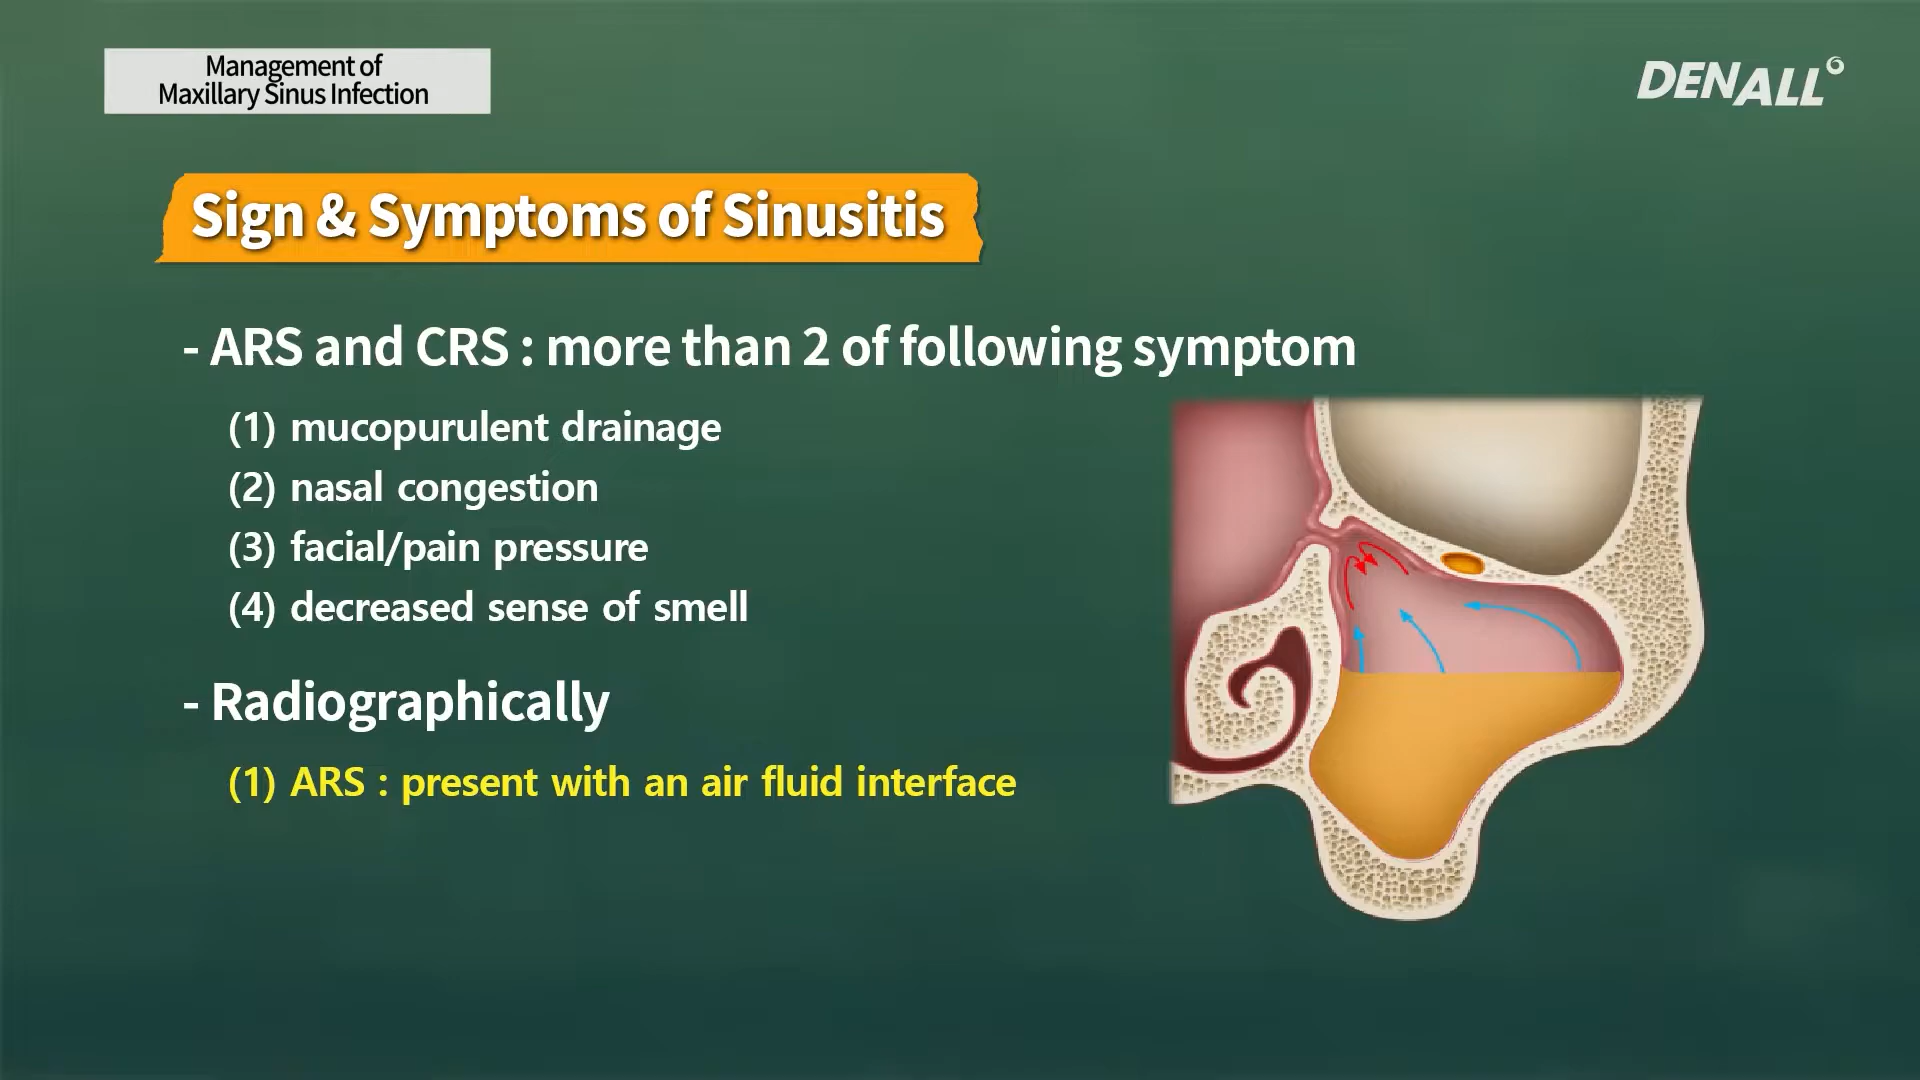 Management of
Maxillary Sinus Infection
DENALL
Sign & Symptoms of Sinusitis
- ARS and CRS : more than 2 of following symptom
(1) mucopurulent drainage
(2) nasal congestion
(3) facial/pain pressure
(4) decreased sense of smell
- Radiographically
(1) ARS : present with an air fluid interface